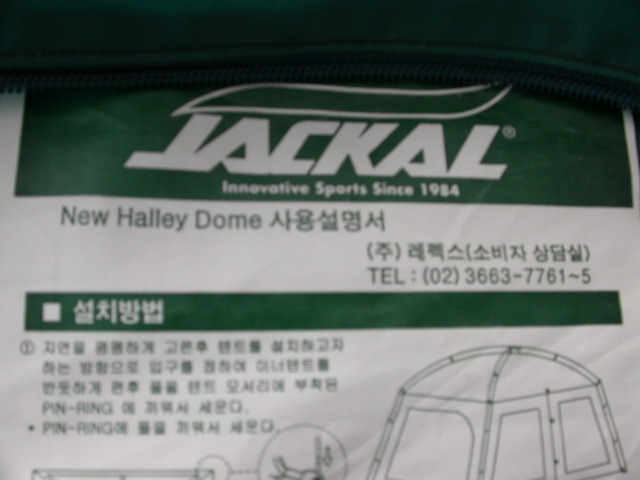 JACKAL®
Innovative Sports Since 1984
New Halley Dome 사용설명서
(주) 레펙스(소비자 상담실)
TEL : (02) 3663-7761~5
■ 설치방법
① 지면을 평평하게 고른후 텐트를 설치하고자
하는 방향으로 입구를 정하여 이너텐트를
반듯하게 편후 폴을 텐트 모서리에 부착된
PIN-RING 에 끼워서 세운다.
* PIN-RING에 폴을 끼워서 세운다.